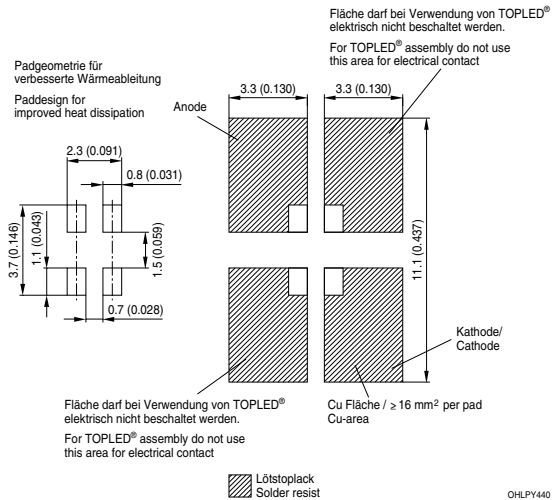 Fläche darf bei Verwendung von TOPLED®
elektrisch nicht beschaltet werden.
For TOPLED® assembly do not use
this area for electrical contact
Padgeometrie für
verbesserte Wärmeableitung
Paddesign for
improved heat dissipation
Anode
3.3 (0.130)
3.3 (0.130)
2.3 (0.091)
0.8 (0.031)
3.7 (0.146)
1.1 (0.043)
1.5 (0.059)
0.7 (0.028)
11.1 (0.437)
Kathode/
Cathode
Fläche darf bei Verwendung von TOPLED®
elektrisch nicht beschaltet werden.
For TOPLED® assembly do not use
this area for electrical contact
Cu Fläche / ≥ 16 mm² per pad
Cu-area
Lötstoplack
Solder resist
OHLPY440